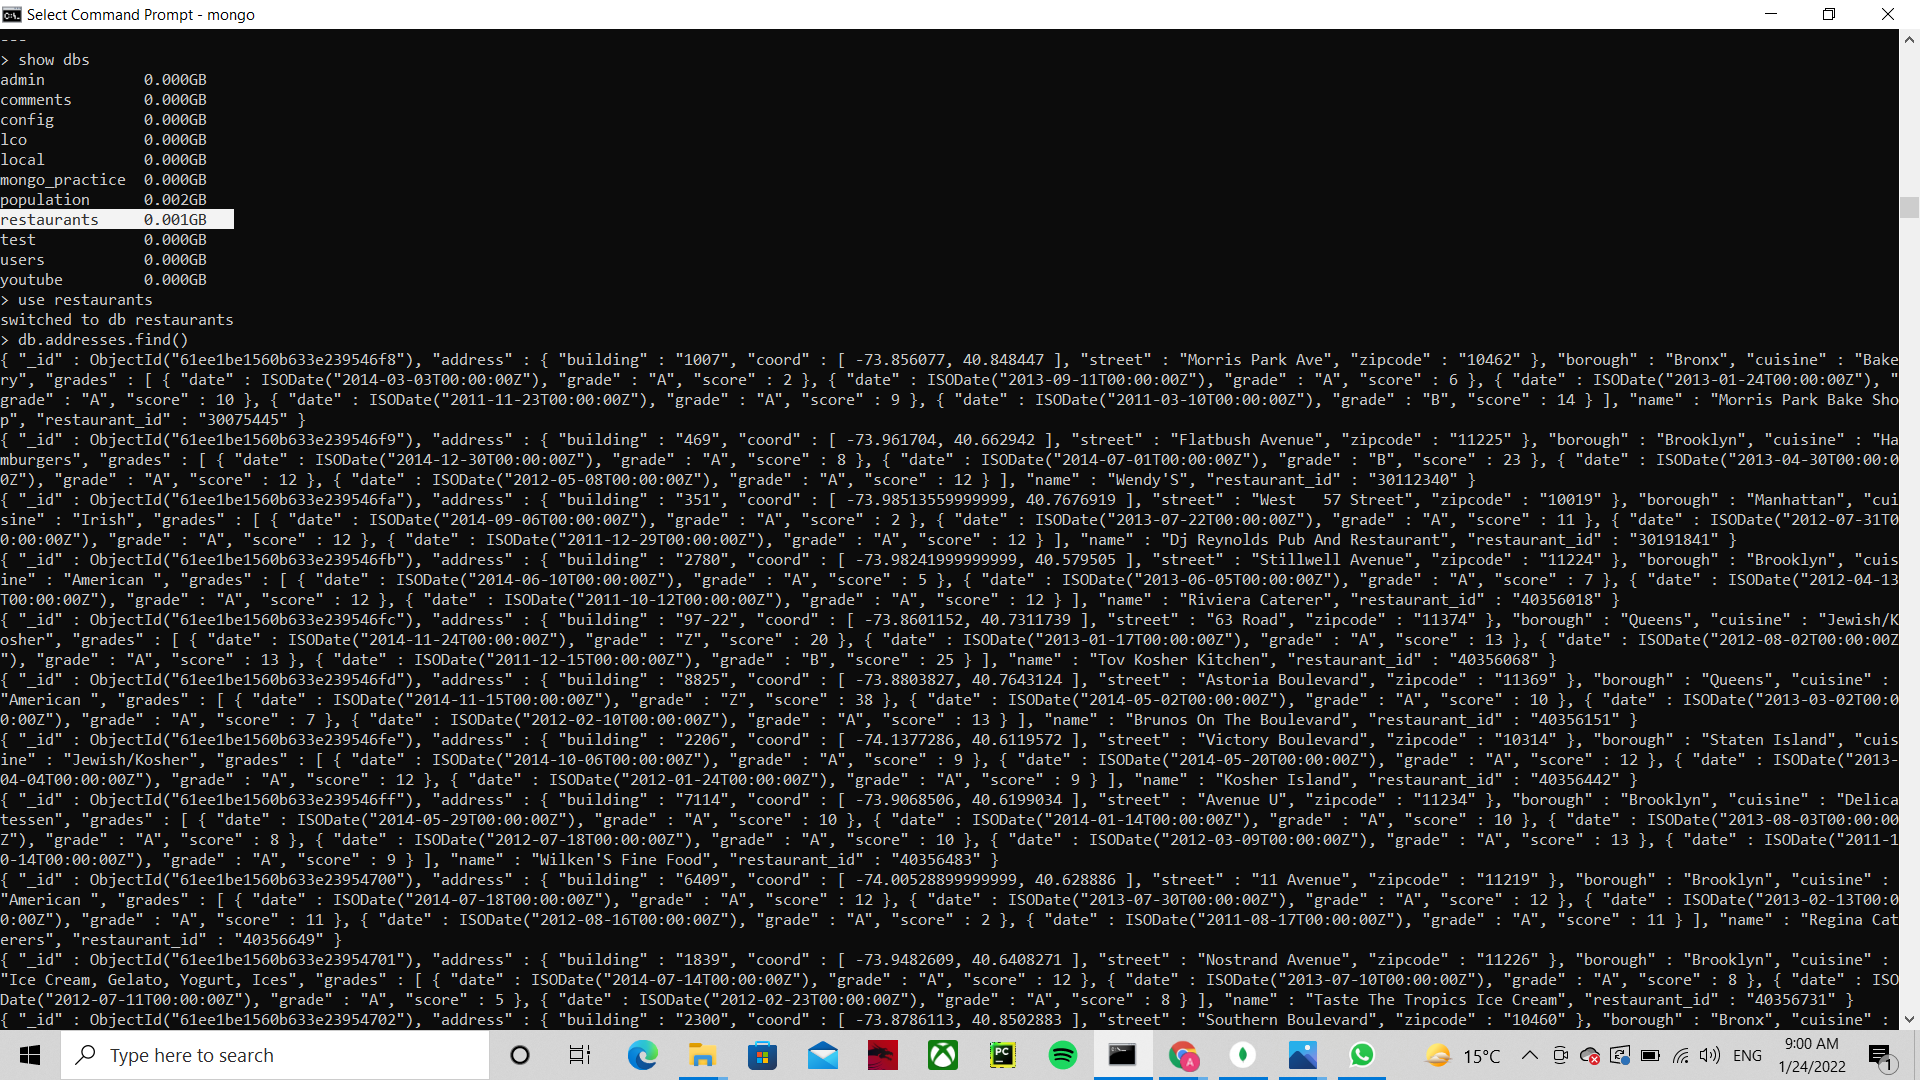 Select Command Prompt - mongo
---
> show dbs
admin           0.000GB
comments        0.000GB
config          0.000GB
lco             0.000GB
local           0.000GB
mongo_practice  0.000GB
population      0.002GB
restaurants     0.001GB
test            0.000GB
users           0.000GB
youtube         0.000GB
> use restaurants
switched to db restaurants
> db.addresses.find()
{ "_id" : ObjectId("61ee1be1560b633e239546f8"), "address" : { "building" : "1007", "coord" : [ -73.856077, 40.848447 ], "street" : "Morris Park Ave", "zipcode" : "10462" }, "borough" : "Bronx", "cuisine" : "Bake
ry", "grades" : [ { "date" : ISODate("2014-03-03T00:00:00Z"), "grade" : "A", "score" : 2 }, { "date" : ISODate("2013-09-11T00:00:00Z"), "grade" : "A", "score" : 6 }, { "date" : ISODate("2013-01-24T00:00:00Z"), "
grade" : "A", "score" : 10 }, { "date" : ISODate("2011-11-23T00:00:00Z"), "grade" : "A", "score" : 9 }, { "date" : ISODate("2011-03-10T00:00:00Z"), "grade" : "B", "score" : 14 } ], "name" : "Morris Park Bake Sho
p", "restaurant_id" : "30075445" }
{ "_id" : ObjectId("61ee1be1560b633e239546f9"), "address" : { "building" : "469", "coord" : [ -73.961704, 40.662942 ], "street" : "Flatbush Avenue", "zipcode" : "11225" }, "borough" : "Brooklyn", "cuisine" : "Ha
mburgers", "grades" : [ { "date" : ISODate("2014-12-30T00:00:00Z"), "grade" : "A", "score" : 8 }, { "date" : ISODate("2014-07-01T00:00:00Z"), "grade" : "B", "score" : 23 }, { "date" : ISODate("2013-04-30T00:00:0
0Z"), "grade" : "A", "score" : 12 }, { "date" : ISODate("2012-05-08T00:00:00Z"), "grade" : "A", "score" : 12 } ], "name" : "Wendy'S", "restaurant_id" : "30112340" }
{ "_id" : ObjectId("61ee1be1560b633e239546fa"), "address" : { "building" : "351", "coord" : [ -73.98513559999999, 40.7676919 ], "street" : "West   57 Street", "zipcode" : "10019" }, "borough" : "Manhattan", "cui
sine" : "Irish", "grades" : [ { "date" : ISODate("2014-09-06T00:00:00Z"), "grade" : "A", "score" : 2 }, { "date" : ISODate("2013-07-22T00:00:00Z"), "grade" : "A", "score" : 11 }, { "date" : ISODate("2012-07-31T0
0:00:00Z"), "grade" : "A", "score" : 12 }, { "date" : ISODate("2011-12-29T00:00:00Z"), "grade" : "A", "score" : 12 } ], "name" : "Dj Reynolds Pub And Restaurant", "restaurant_id" : "30191841" }
{ "_id" : ObjectId("61ee1be1560b633e239546fb"), "address" : { "building" : "2780", "coord" : [ -73.98241999999999, 40.579505 ], "street" : "Stillwell Avenue", "zipcode" : "11224" }, "borough" : "Brooklyn", "cuis
ine" : "American ", "grades" : [ { "date" : ISODate("2014-06-10T00:00:00Z"), "grade" : "A", "score" : 5 }, { "date" : ISODate("2013-06-05T00:00:00Z"), "grade" : "A", "score" : 7 }, { "date" : ISODate("2012-04-13
T00:00:00Z"), "grade" : "A", "score" : 12 }, { "date" : ISODate("2011-10-12T00:00:00Z"), "grade" : "A", "score" : 12 } ], "name" : "Riviera Caterer", "restaurant_id" : "40356018" }
{ "_id" : ObjectId("61ee1be1560b633e239546fc"), "address" : { "building" : "97-22", "coord" : [ -73.8601152, 40.7311739 ], "street" : "63 Road", "zipcode" : "11374" }, "borough" : "Queens", "cuisine" : "Jewish/K
osher", "grades" : [ { "date" : ISODate("2014-11-24T00:00:00Z"), "grade" : "Z", "score" : 20 }, { "date" : ISODate("2013-01-17T00:00:00Z"), "grade" : "A", "score" : 13 }, { "date" : ISODate("2012-08-02T00:00:00Z
"), "grade" : "A", "score" : 13 }, { "date" : ISODate("2011-12-15T00:00:00Z"), "grade" : "B", "score" : 25 } ], "name" : "Tov Kosher Kitchen", "restaurant_id" : "40356068" }
{ "_id" : ObjectId("61ee1be1560b633e239546fd"), "address" : { "building" : "8825", "coord" : [ -73.8803827, 40.7643124 ], "street" : "Astoria Boulevard", "zipcode" : "11369" }, "borough" : "Queens", "cuisine" :
"American ", "grades" : [ { "date" : ISODate("2014-11-15T00:00:00Z"), "grade" : "Z", "score" : 38 }, { "date" : ISODate("2014-05-02T00:00:00Z"), "grade" : "A", "score" : 10 }, { "date" : ISODate("2013-03-02T00:0
0:00Z"), "grade" : "A", "score" : 7 }, { "date" : ISODate("2012-02-10T00:00:00Z"), "grade" : "A", "score" : 13 } ], "name" : "Brunos On The Boulevard", "restaurant_id" : "40356151" }
{ "_id" : ObjectId("61ee1be1560b633e239546fe"), "address" : { "building" : "2206", "coord" : [ -74.1377286, 40.6119572 ], "street" : "Victory Boulevard", "zipcode" : "10314" }, "borough" : "Staten Island", "cuis
ine" : "Jewish/Kosher", "grades" : [ { "date" : ISODate("2014-10-06T00:00:00Z"), "grade" : "A", "score" : 9 }, { "date" : ISODate("2014-05-20T00:00:00Z"), "grade" : "A", "score" : 12 }, { "date" : ISODate("2013-
04-04T00:00:00Z"), "grade" : "A", "score" : 12 }, { "date" : ISODate("2012-01-24T00:00:00Z"), "grade" : "A", "score" : 9 } ], "name" : "Kosher Island", "restaurant_id" : "40356442" }
{ "_id" : ObjectId("61ee1be1560b633e239546ff"), "address" : { "building" : "7114", "coord" : [ -73.9068506, 40.6199034 ], "street" : "Avenue U", "zipcode" : "11234" }, "borough" : "Brooklyn", "cuisine" : "Delica
tessen", "grades" : [ { "date" : ISODate("2014-05-29T00:00:00Z"), "grade" : "A", "score" : 10 }, { "date" : ISODate("2014-01-14T00:00:00Z"), "grade" : "A", "score" : 10 }, { "date" : ISODate("2013-08-03T00:00:00
Z"), "grade" : "A", "score" : 8 }, { "date" : ISODate("2012-07-18T00:00:00Z"), "grade" : "A", "score" : 10 }, { "date" : ISODate("2012-03-09T00:00:00Z"), "grade" : "A", "score" : 13 }, { "date" : ISODate("2011-1
0-14T00:00:00Z"), "grade" : "A", "score" : 9 } ], "name" : "Wilken'S Fine Food", "restaurant_id" : "40356483" }
{ "_id" : ObjectId("61ee1be1560b633e23954700"), "address" : { "building" : "6409", "coord" : [ -74.00528899999999, 40.628886 ], "street" : "11 Avenue", "zipcode" : "11219" }, "borough" : "Brooklyn", "cuisine" :
"American ", "grades" : [ { "date" : ISODate("2014-07-18T00:00:00Z"), "grade" : "A", "score" : 12 }, { "date" : ISODate("2013-07-30T00:00:00Z"), "grade" : "A", "score" : 12 }, { "date" : ISODate("2013-02-13T00:0
0:00Z"), "grade" : "A", "score" : 11 }, { "date" : ISODate("2012-08-16T00:00:00Z"), "grade" : "A", "score" : 2 }, { "date" : ISODate("2011-08-17T00:00:00Z"), "grade" : "A", "score" : 11 } ], "name" : "Regina Cat
erers", "restaurant_id" : "40356649" }
{ "_id" : ObjectId("61ee1be1560b633e23954701"), "address" : { "building" : "1839", "coord" : [ -73.9482609, 40.6408271 ], "street" : "Nostrand Avenue", "zipcode" : "11226" }, "borough" : "Brooklyn", "cuisine" :
"Ice Cream, Gelato, Yogurt, Ices", "grades" : [ { "date" : ISODate("2014-07-14T00:00:00Z"), "grade" : "A", "score" : 12 }, { "date" : ISODate("2013-07-10T00:00:00Z"), "grade" : "A", "score" : 8 }, { "date" : ISO
Date("2012-07-11T00:00:00Z"), "grade" : "A", "score" : 5 }, { "date" : ISODate("2012-02-23T00:00:00Z"), "grade" : "A", "score" : 8 } ], "name" : "Taste The Tropics Ice Cream", "restaurant_id" : "40356731" }
{ "_id" : ObjectId("61ee1be1560b633e23954702"), "address" : { "building" : "2300", "coord" : [ -73.8786113, 40.8502883 ], "street" : "Southern Boulevard", "zipcode" : "10460" }, "borough" : "Bronx", "cuisine" :
Type here to search
15°C
ENG
9:00 AM
1/24/2022
1